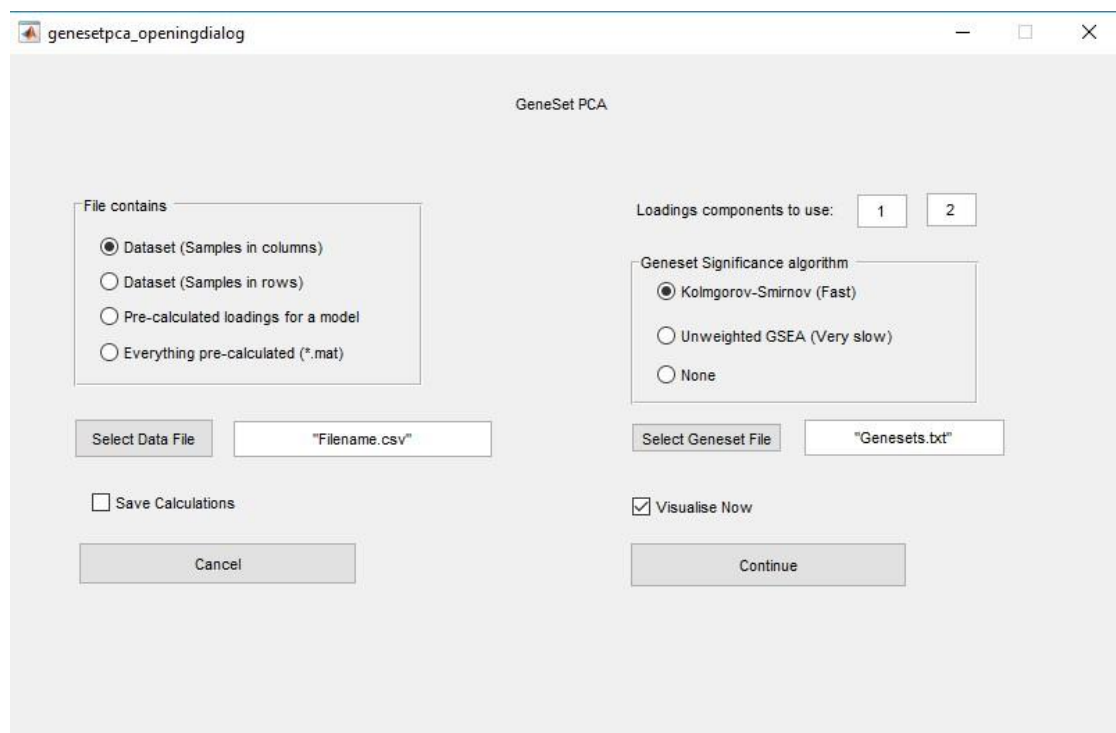 genesetpca_openingdialog
GeneSet PCA
File contains
Dataset (Samples in columns)
Dataset (Samples in rows)
Pre-calculated loadings for a model
Everything pre-calculated (*.mat)
Select Data File
"Filename.csv"
Save Calculations
Cancel
Loadings components to use:
1
2
Geneset Significance algorithm
Kolmgorov-Smirnov (Fast)
Unweighted GSEA (Very slow)
None
Select Geneset File
"Genesets.txt"
Visualise Now
Continue